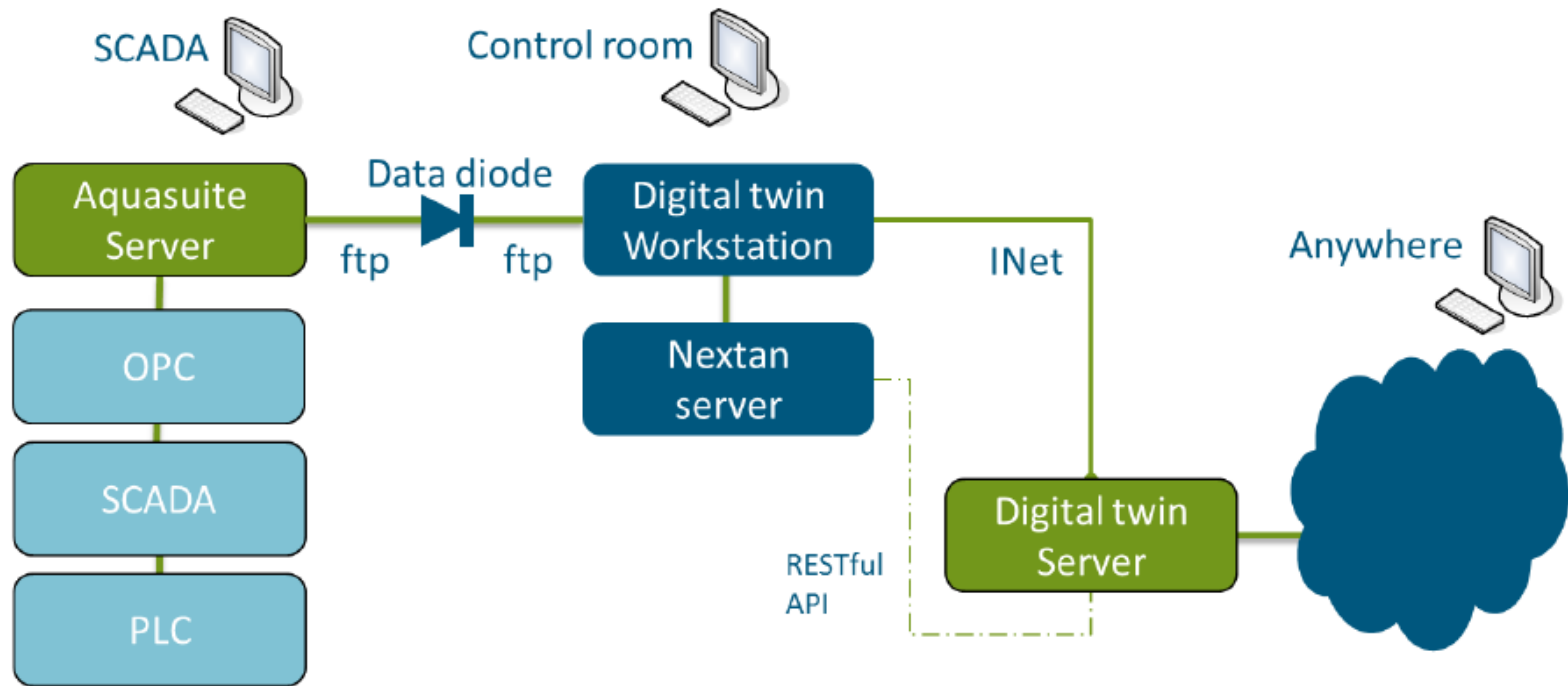 SCADA
Control room
Aquasuite
Server
Data diode
ftp
ftp
Digital twin
Workstation
INet
Anywhere
OPC
Nextan
server
SCADA
Digital twin
Server
RESTful
API
PLC